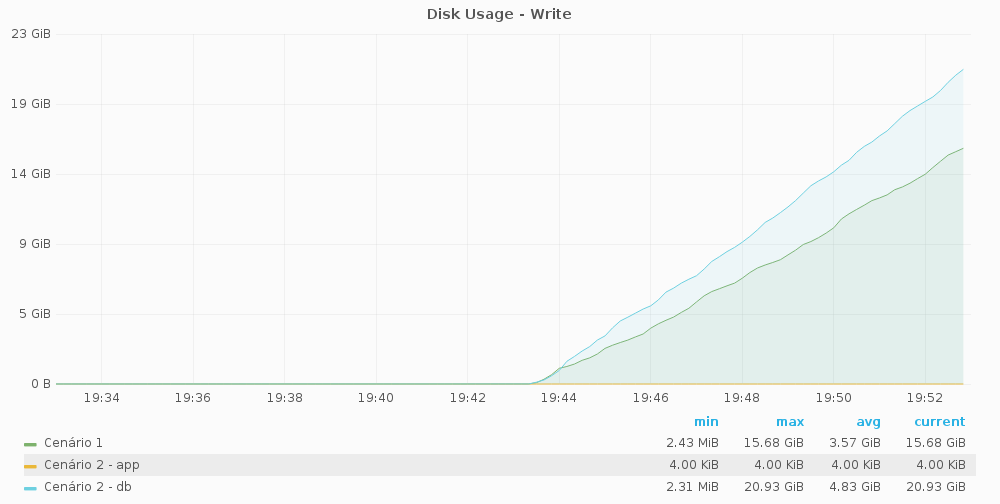 Disk Usage - Write
23 GiB
19 GiB
14 GiB
9 GiB
5 GiB
0 B
19:34 19:36 19:38 19:40 19:42 19:44 19:46 19:48 19:50 19:52
min max avg current
Cenário 1 2.43 MiB 15.68 GiB 3.57 GiB 15.68 GiB
Cenário 2 - app 4.00 KiB 4.00 KiB 4.00 KiB 4.00 KiB
Cenário 2 - db 2.31 MiB 20.93 GiB 4.83 GiB 20.93 GiB